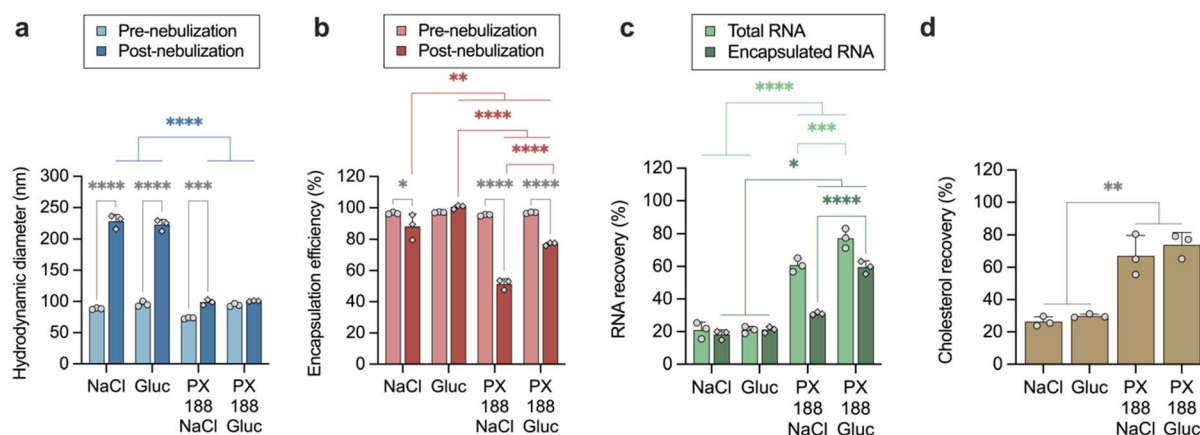 a
Pre-nebulization
Post-nebulization
****
Hydrodynamic diameter (nm)
300
250
200
150
100
50
0
**** **** ***
NaCl Gluc PX PX
188 188
NaCl Gluc
b
Pre-nebulization
Post-nebulization
**
****
****
Encapsulation efficiency (%)
120
100
80
60
40
20
0
* **** ****
NaCl Gluc PX PX
188 188
NaCl Gluc
c
Total RNA
Encapsulated RNA
****
***
*
****
RNA recovery (%)
120
100
80
60
40
20
0
NaCl Gluc PX PX
188 188
NaCl Gluc
d
Cholesterol recovery (%)
120
100
80
60
40
20
0
**
NaCl Gluc PX PX
188 188
NaCl Gluc